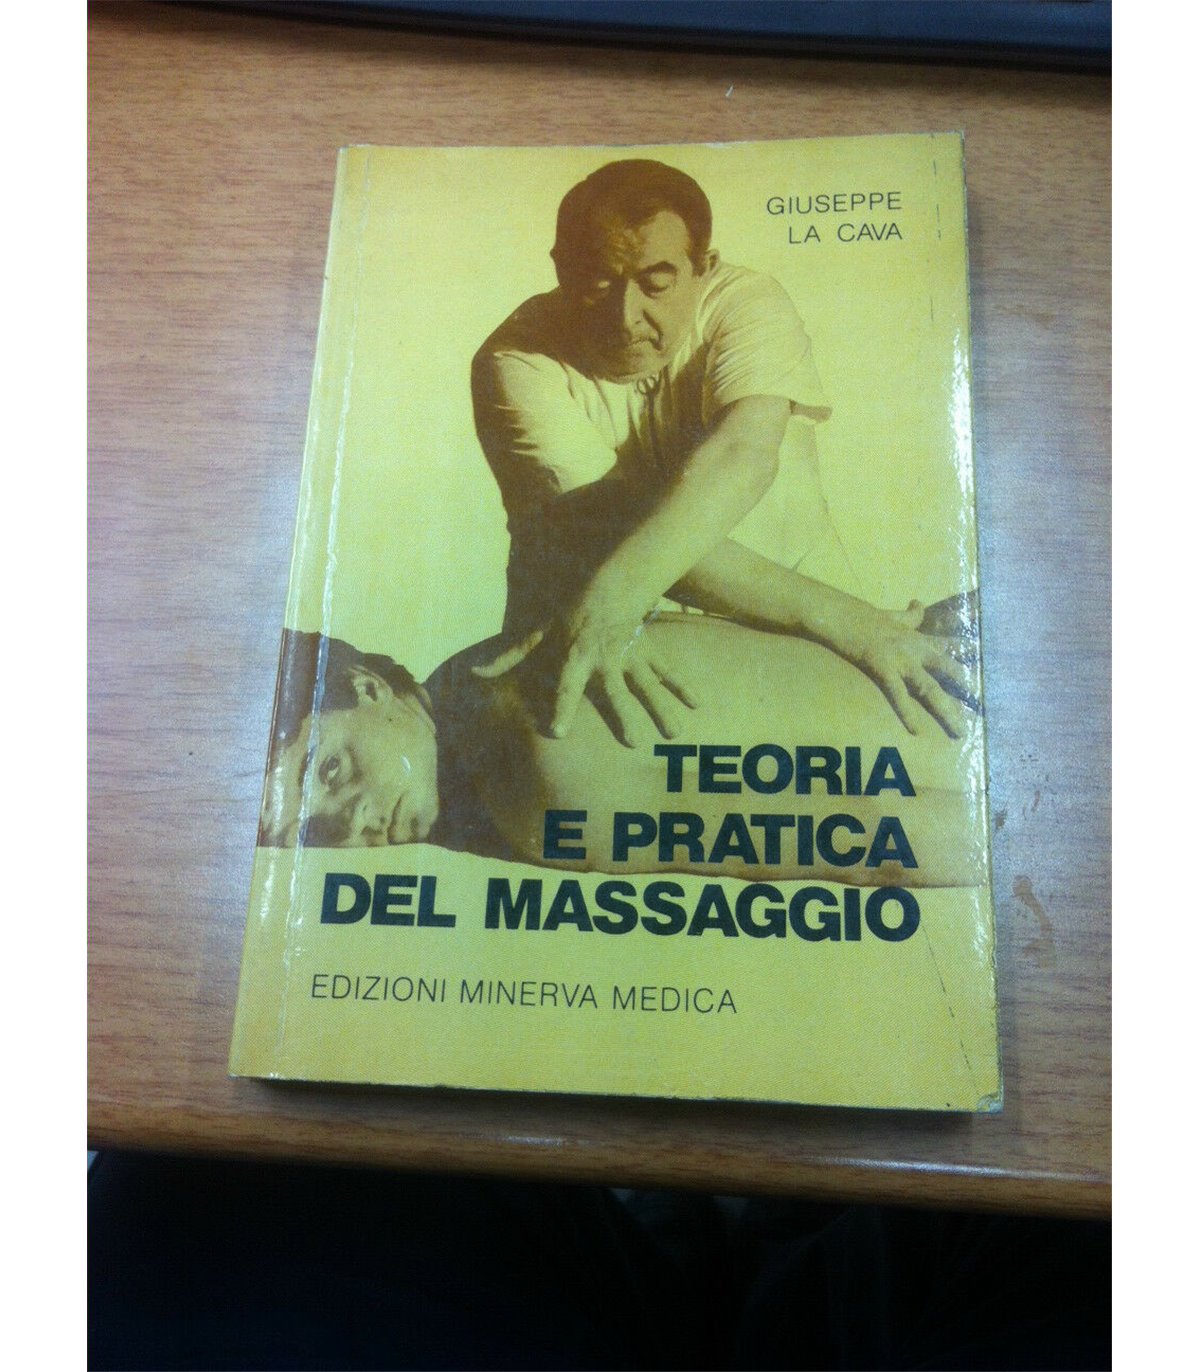 GIUSEPPE
LA CAVA
TEORIA
E PRATICA
DEL MASSAGGIO
EDIZIONI MINERVA MEDICA